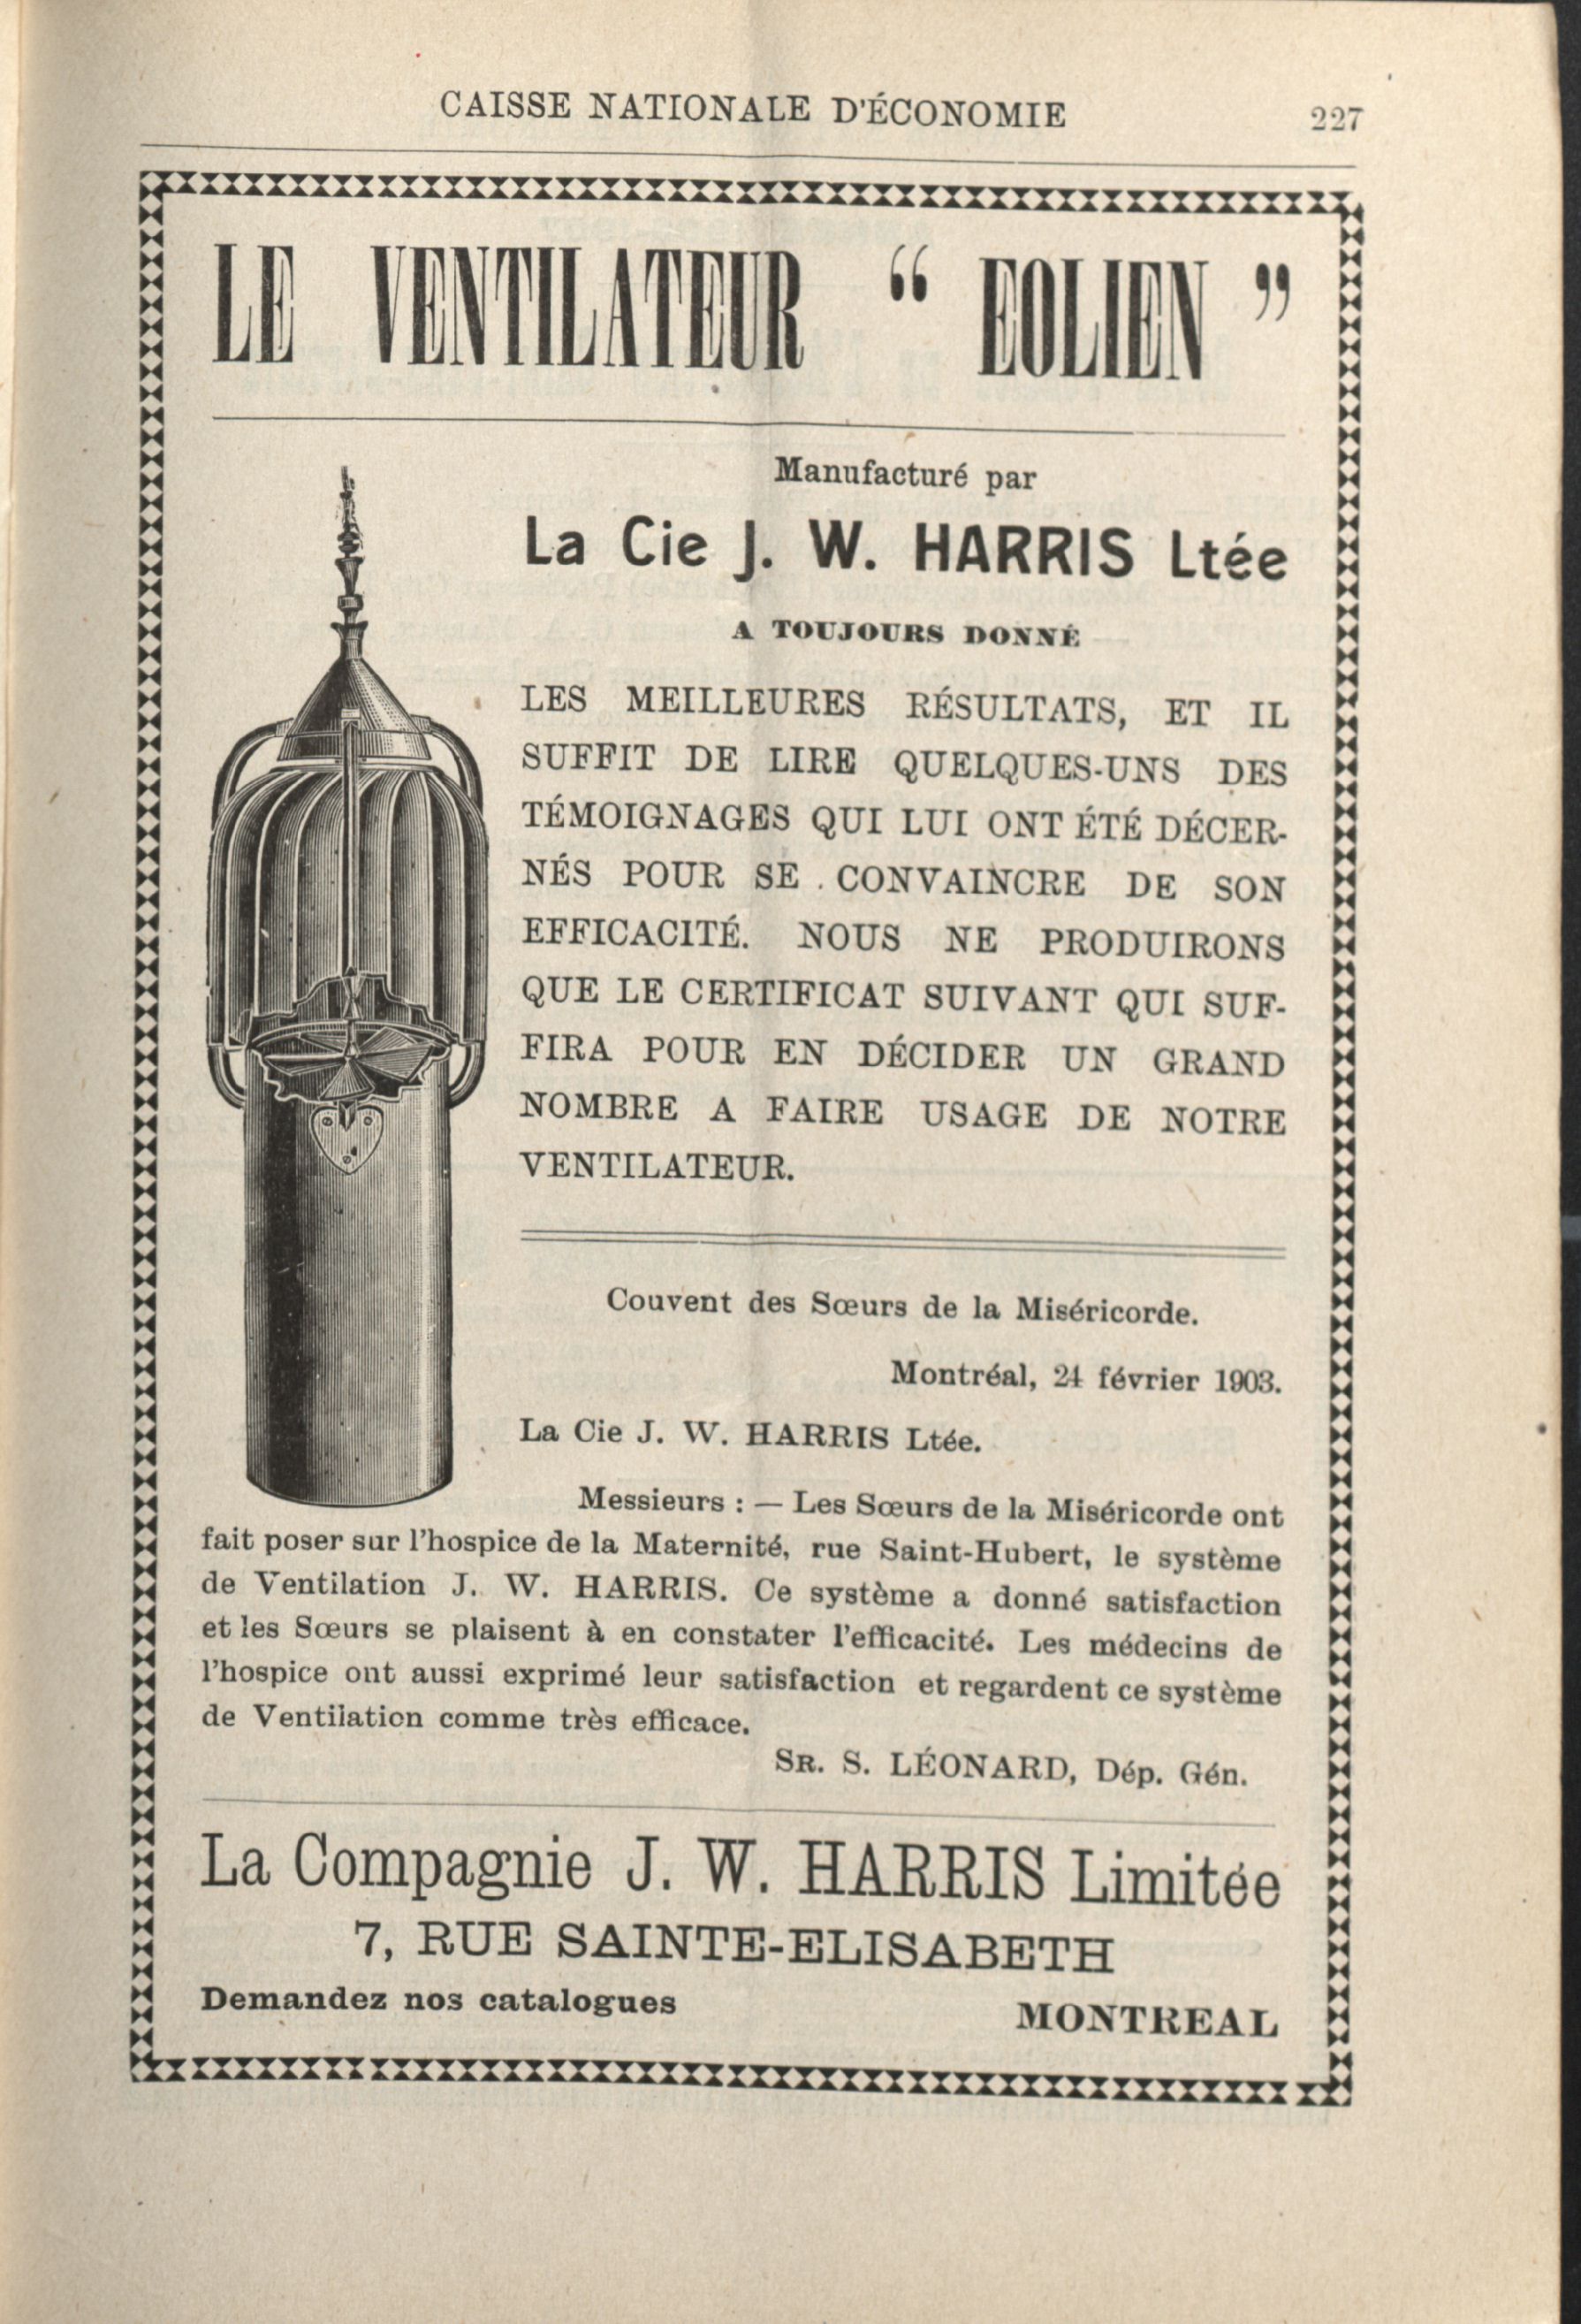 CAISSE NATIONALE D'ÉCONOMIE 227
LE VENTILATEUR “ EOLIEN ”
Manufacturé par
La Cie J. W. HARRIS Ltée
A TOUJOURS DONNÉ
LES MEILLEURES RÉSULTATS, ET IL
SUFFIT DE LIRE QUELQUES-UNS DES
TÉMOIGNAGES QUI LUI ONT ÉTÉ DÉCER-
NÉS POUR SE . CONVAINCRE DE SON
EFFICACITÉ. NOUS NE PRODUIRONS
QUE LE CERTIFICAT SUIVANT QUI SUF-
FIRA POUR EN DÉCIDER UN GRAND
NOMBRE A FAIRE USAGE DE NOTRE
VENTILATEUR.
Couvent des Sœurs de la Miséricorde.
Montréal, 24 février 1903.
La Cie J. W. HARRIS Ltée.
Messieurs : — Les Sœurs de la Miséricorde ont
fait poser sur l'hospice de la Maternité, rue Saint-Hubert, le système
de Ventilation J. W. HARRIS. Ce système a donné satisfaction
et les Sœurs se plaisent à en constater l'efficacité. Les médecins de
l'hospice ont aussi exprimé leur satisfaction et regardent ce système
de Ventilation comme très efficace.
SR. S. LÉONARD, Dép. Gén.
La Compagnie J. W. HARRIS Limitée
7, RUE SAINTE-ELISABETH
Demandez nos catalogues MONTREAL